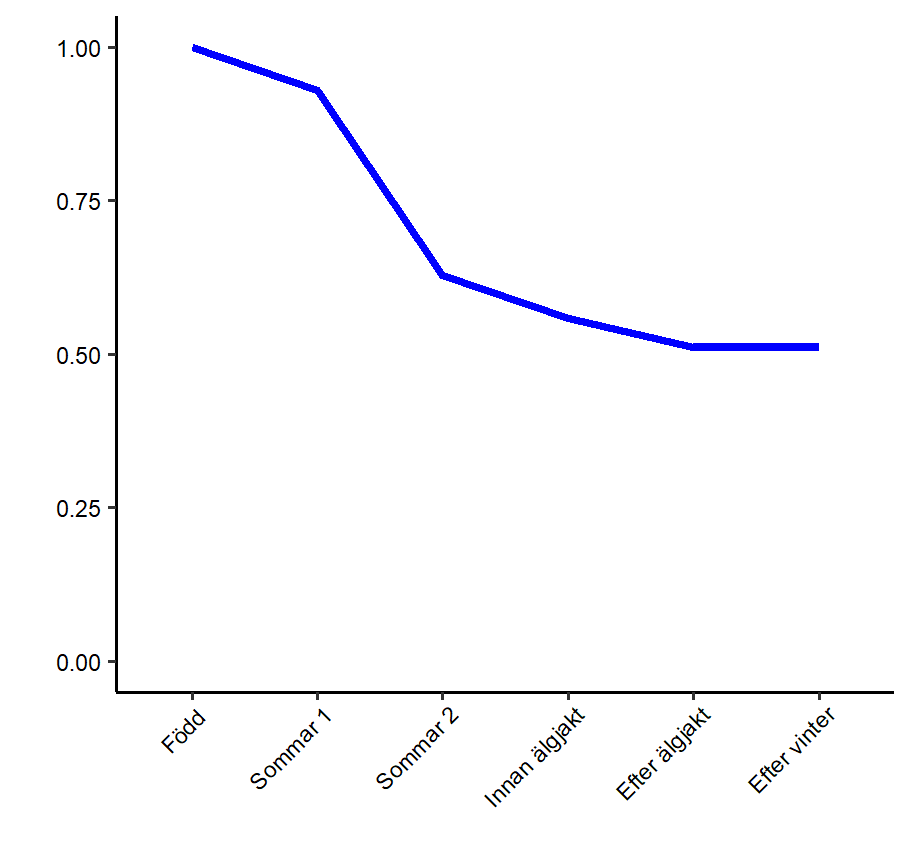 1.00
0.75
0.50
0.25
0.00
Född
Sommar 1
Sommar 2
Innan älgjakt
Efter älgjakt
Efter vinter